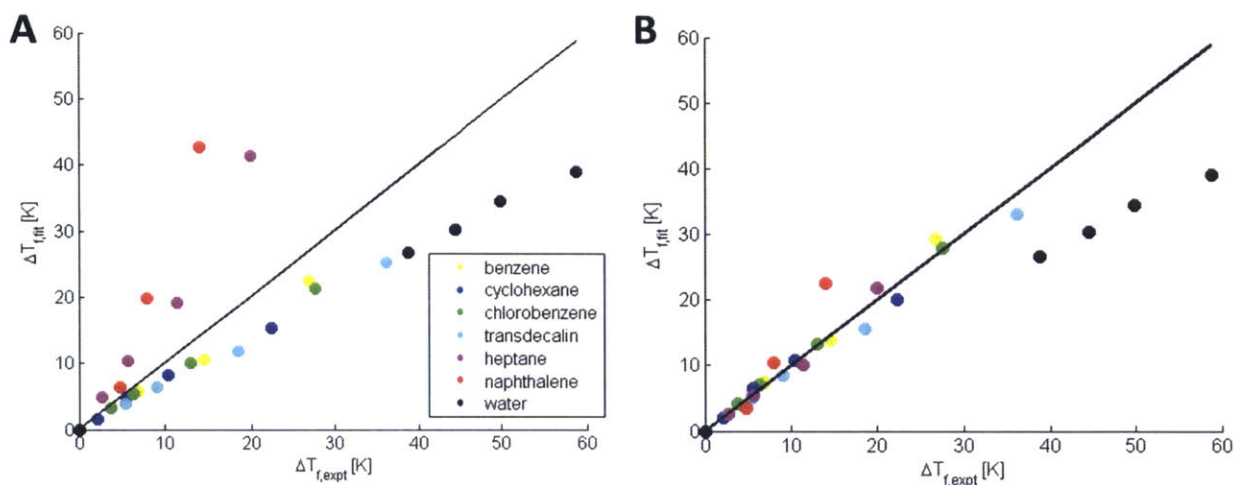 A
60
50
40
30
20
10
0
ΔT_f,fit [K]
benzene
cyclohexane
chlorobenzene
transdecalin
heptane
naphthalene
water
0 10 20 30 40 50 60
ΔT_f,expt [K]
B
60
50
40
30
20
10
0
ΔT_f,fit [K]
0 10 20 30 40 50 60
ΔT_f,expt [K]